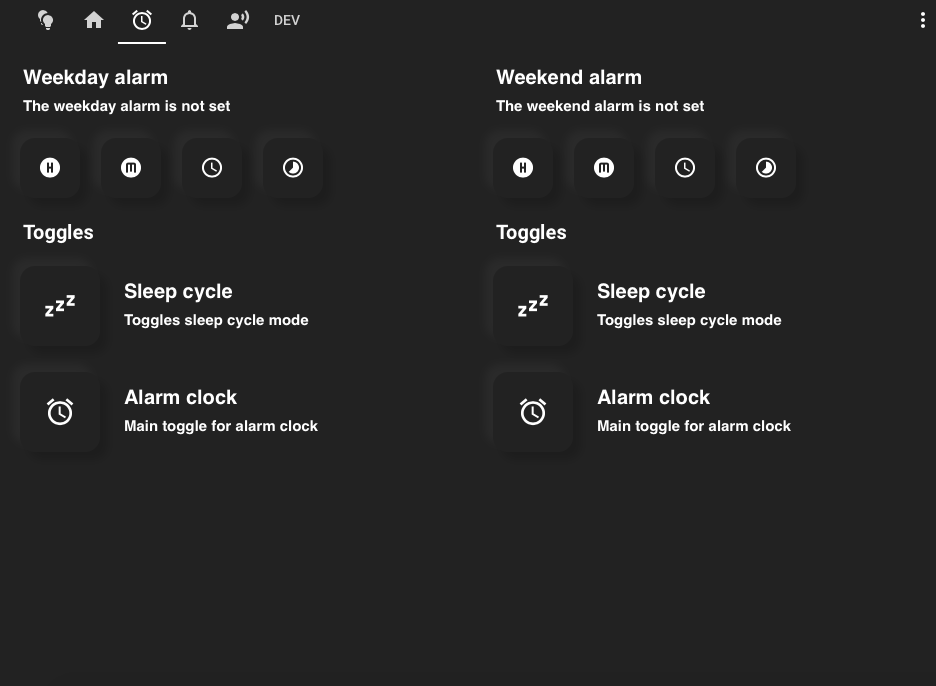 DEV
Weekday alarm
The weekday alarm is not set
H
M
Toggles
zzz
Sleep cycle
Toggles sleep cycle mode
Alarm clock
Main toggle for alarm clock
Weekend alarm
The weekend alarm is not set
H
M
Toggles
zzz
Sleep cycle
Toggles sleep cycle mode
Alarm clock
Main toggle for alarm clock